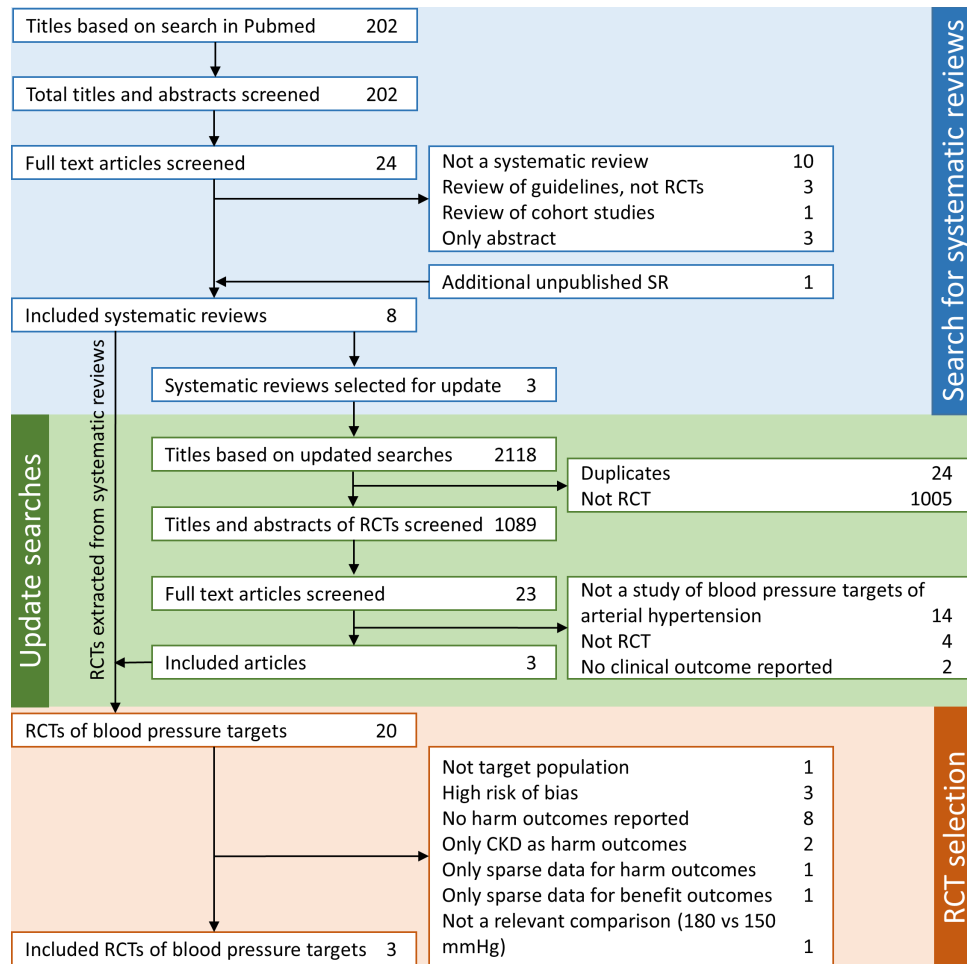 Titles based on search in Pubmed 202
Total titles and abstracts screened 202
Full text articles screened 24
Not a systematic review 10
Review of guidelines, not RCTs 3
Review of cohort studies 1
Only abstract 3
Additional unpublished SR 1
Included systematic reviews 8
Systematic reviews selected for update 3
Search for systematic reviews
RCTs extracted from systematic reviews
Update searches
Titles based on updated searches 2118
Duplicates 24
Not RCT 1005
Titles and abstracts of RCTs screened 1089
Full text articles screened 23
Not a study of blood pressure targets of
arterial hypertension 14
Not RCT 4
No clinical outcome reported 2
Included articles 3
RCTs of blood pressure targets 20
Not target population 1
High risk of bias 3
No harm outcomes reported 8
Only CKD as harm outcomes 2
Only sparse data for harm outcomes 1
Only sparse data for benefit outcomes 1
Not a relevant comparison (180 vs 150
mmHg) 1
Included RCTs of blood pressure targets 3
RCT selection